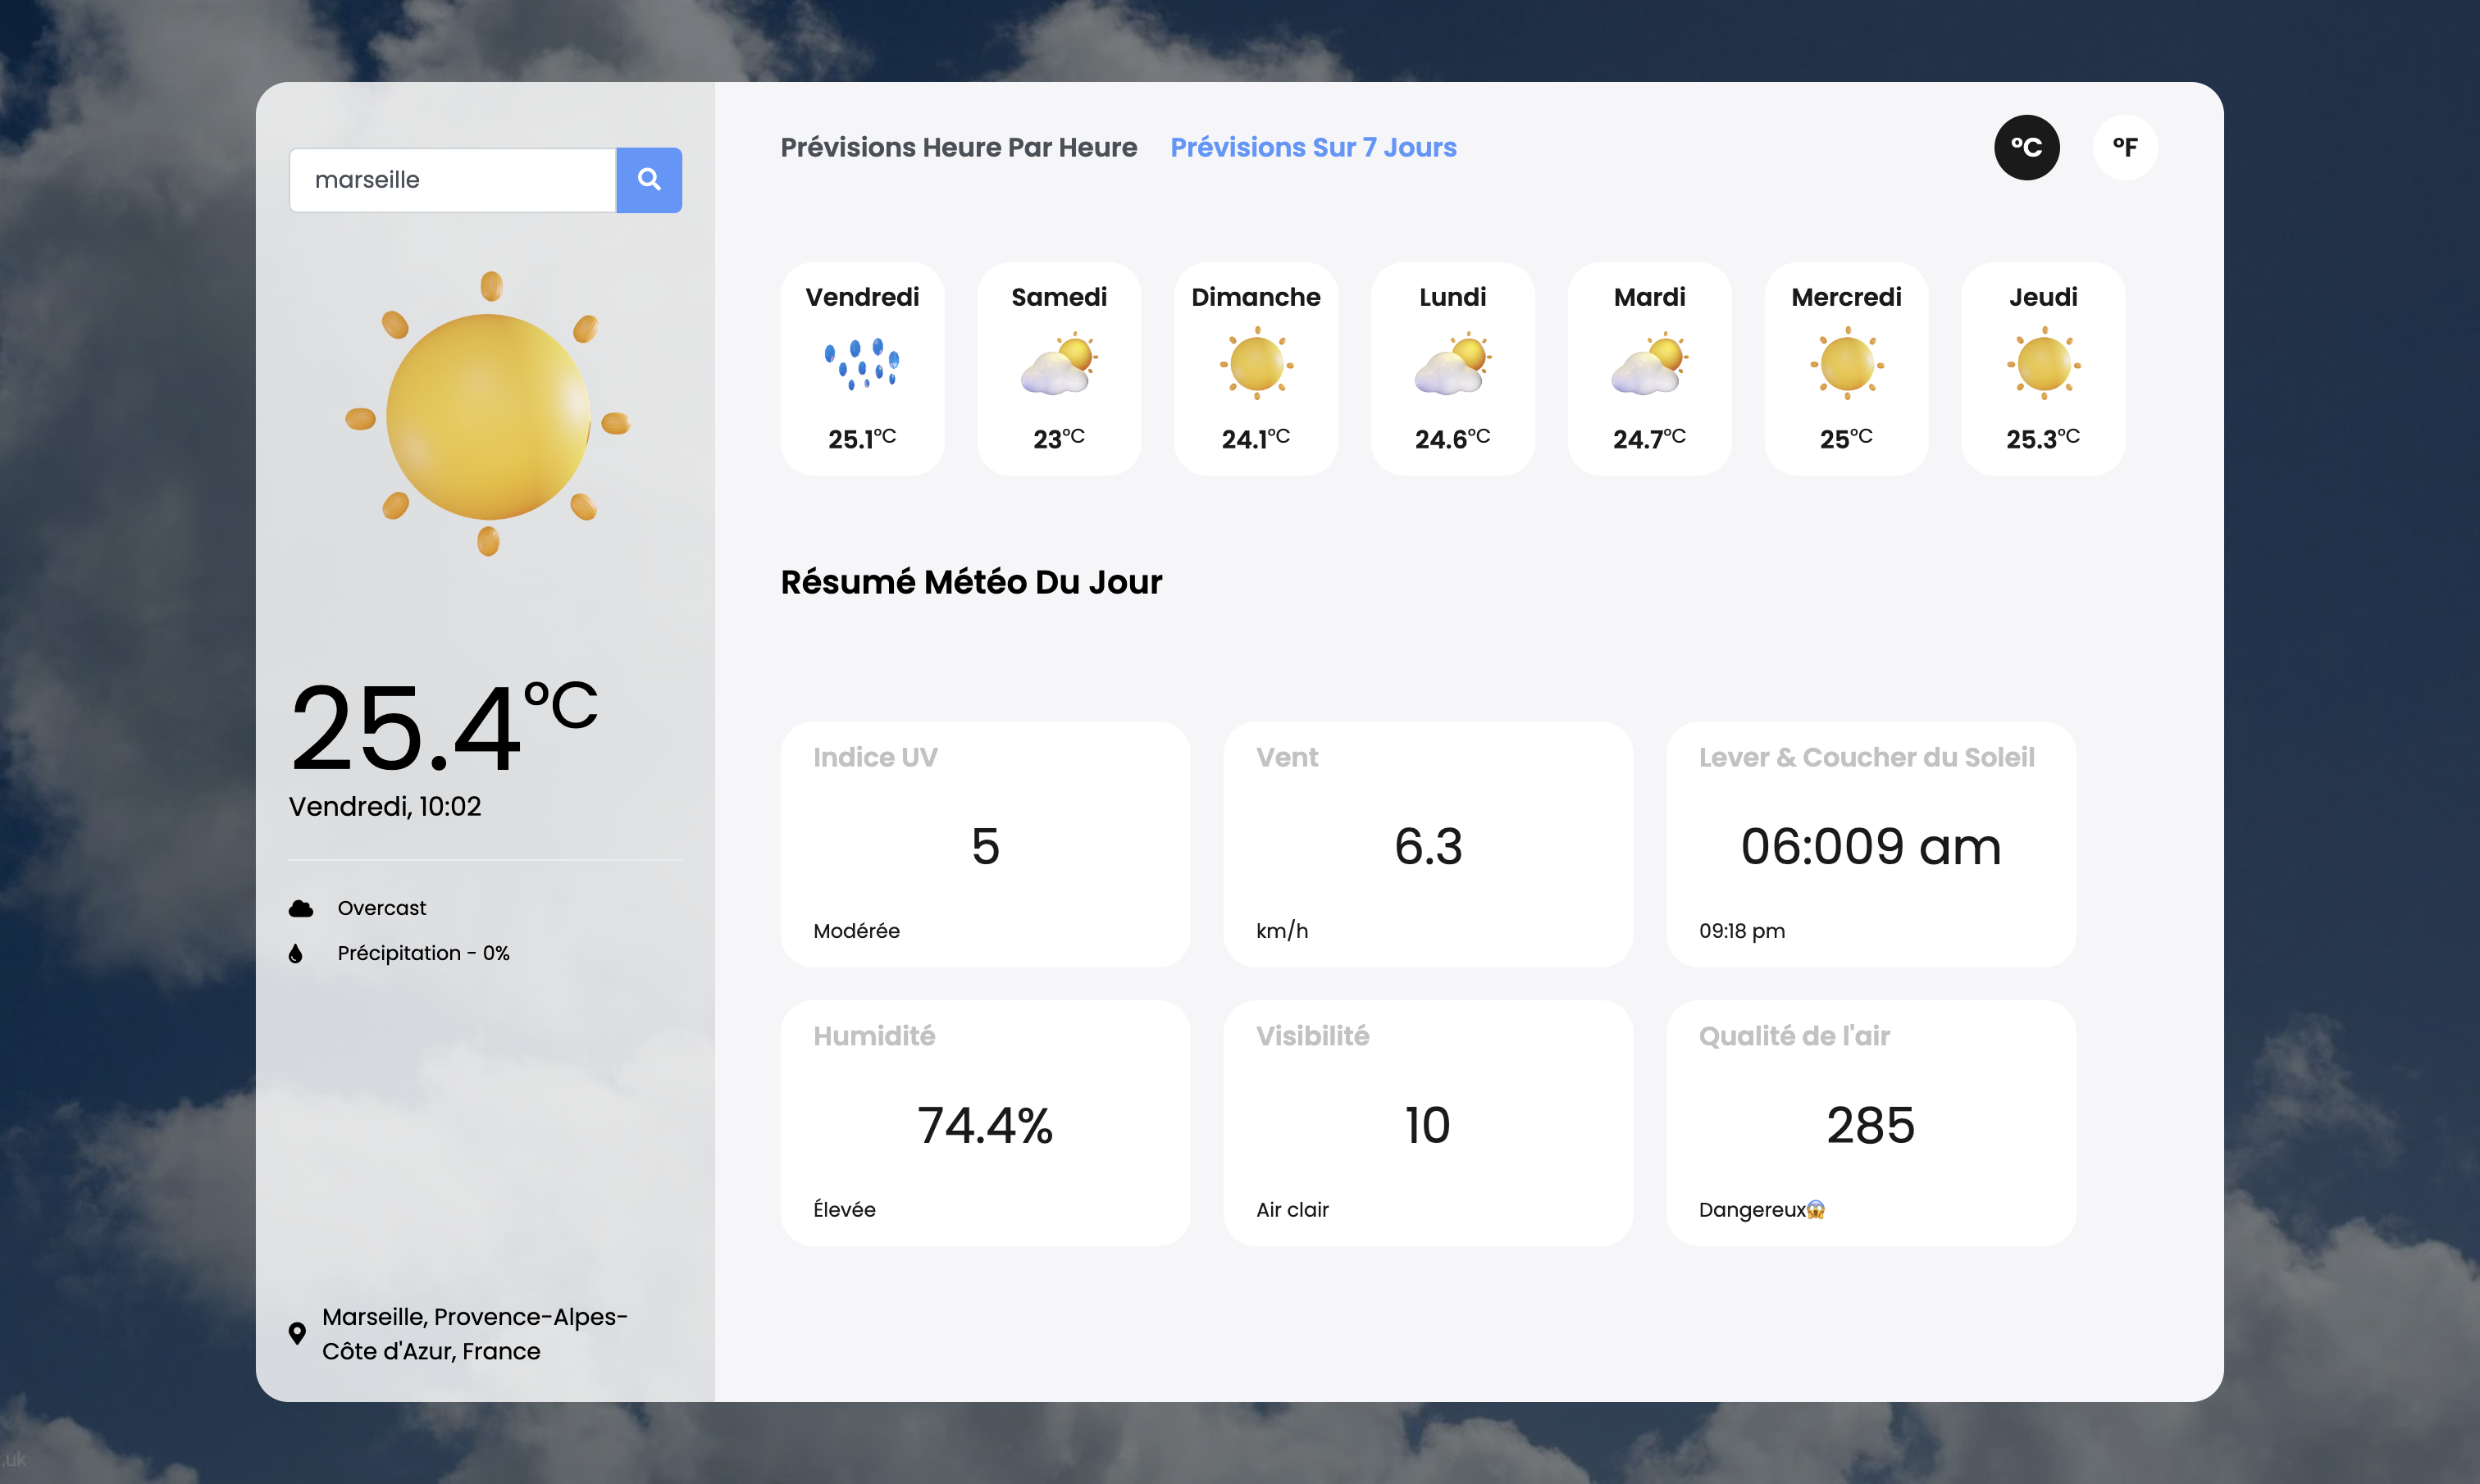 marseille
25.4°C
Vendredi, 10:02
Overcast
Précipitation - 0%
Marseille, Provence-Alpes-
Côte d'Azur, France
Prévisions Heure Par Heure
Prévisions Sur 7 Jours
°C
°F
Vendredi
25.1°C
Samedi
23°C
Dimanche
24.1°C
Lundi
24.6°C
Mardi
24.7°C
Mercredi
25°C
Jeudi
25.3°C
Résumé Météo Du Jour
Indice UV
5
Modérée
Vent
6.3
km/h
Lever & Coucher du Soleil
06:009 am
09:18 pm
Humidité
74.4%
Élevée
Visibilité
10
Air clair
Qualité de l'air
285
Dangereux😱
.uk